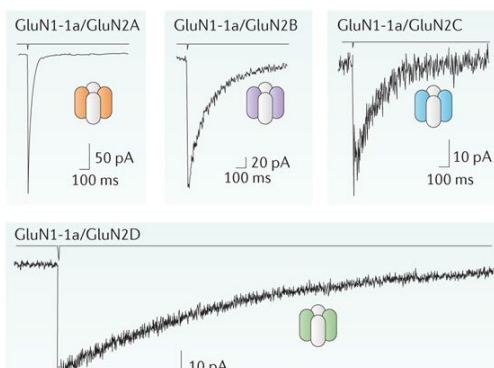 GluN1-1a/GluN2A
50 pA
100 ms
GluN1-1a/GluN2B
20 pA
100 ms
GluN1-1a/GluN2C
10 pA
100 ms
GluN1-1a/GluN2D
10 pA